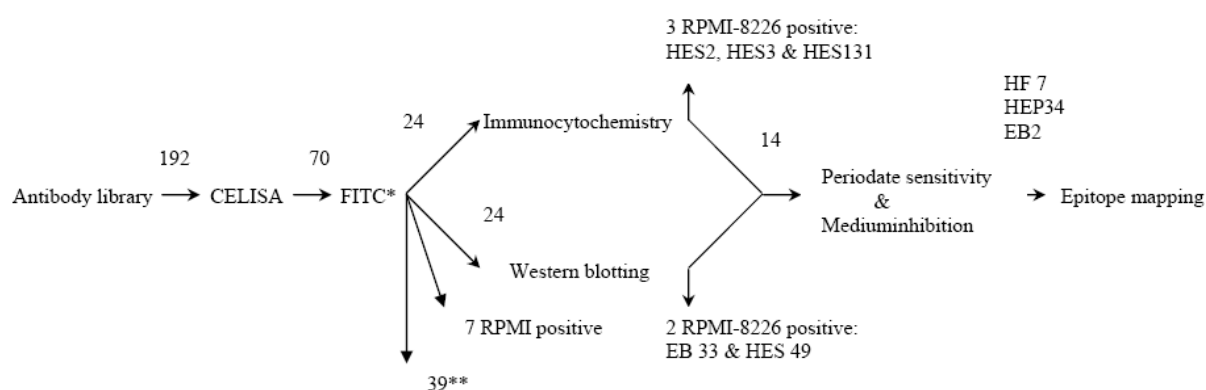 3 RPMI-8226 positive:
HES2, HES3 & HES131
HF 7
HEP34
EB2
24
Immunocytochemistry
14
192
70
Antibody library
CELISA
FITC*
Periodate sensitivity
&
Mediuminhibition
Epitope mapping
24
Western blotting
7 RPMI positive
2 RPMI-8226 positive:
EB 33 & HES 49
39**